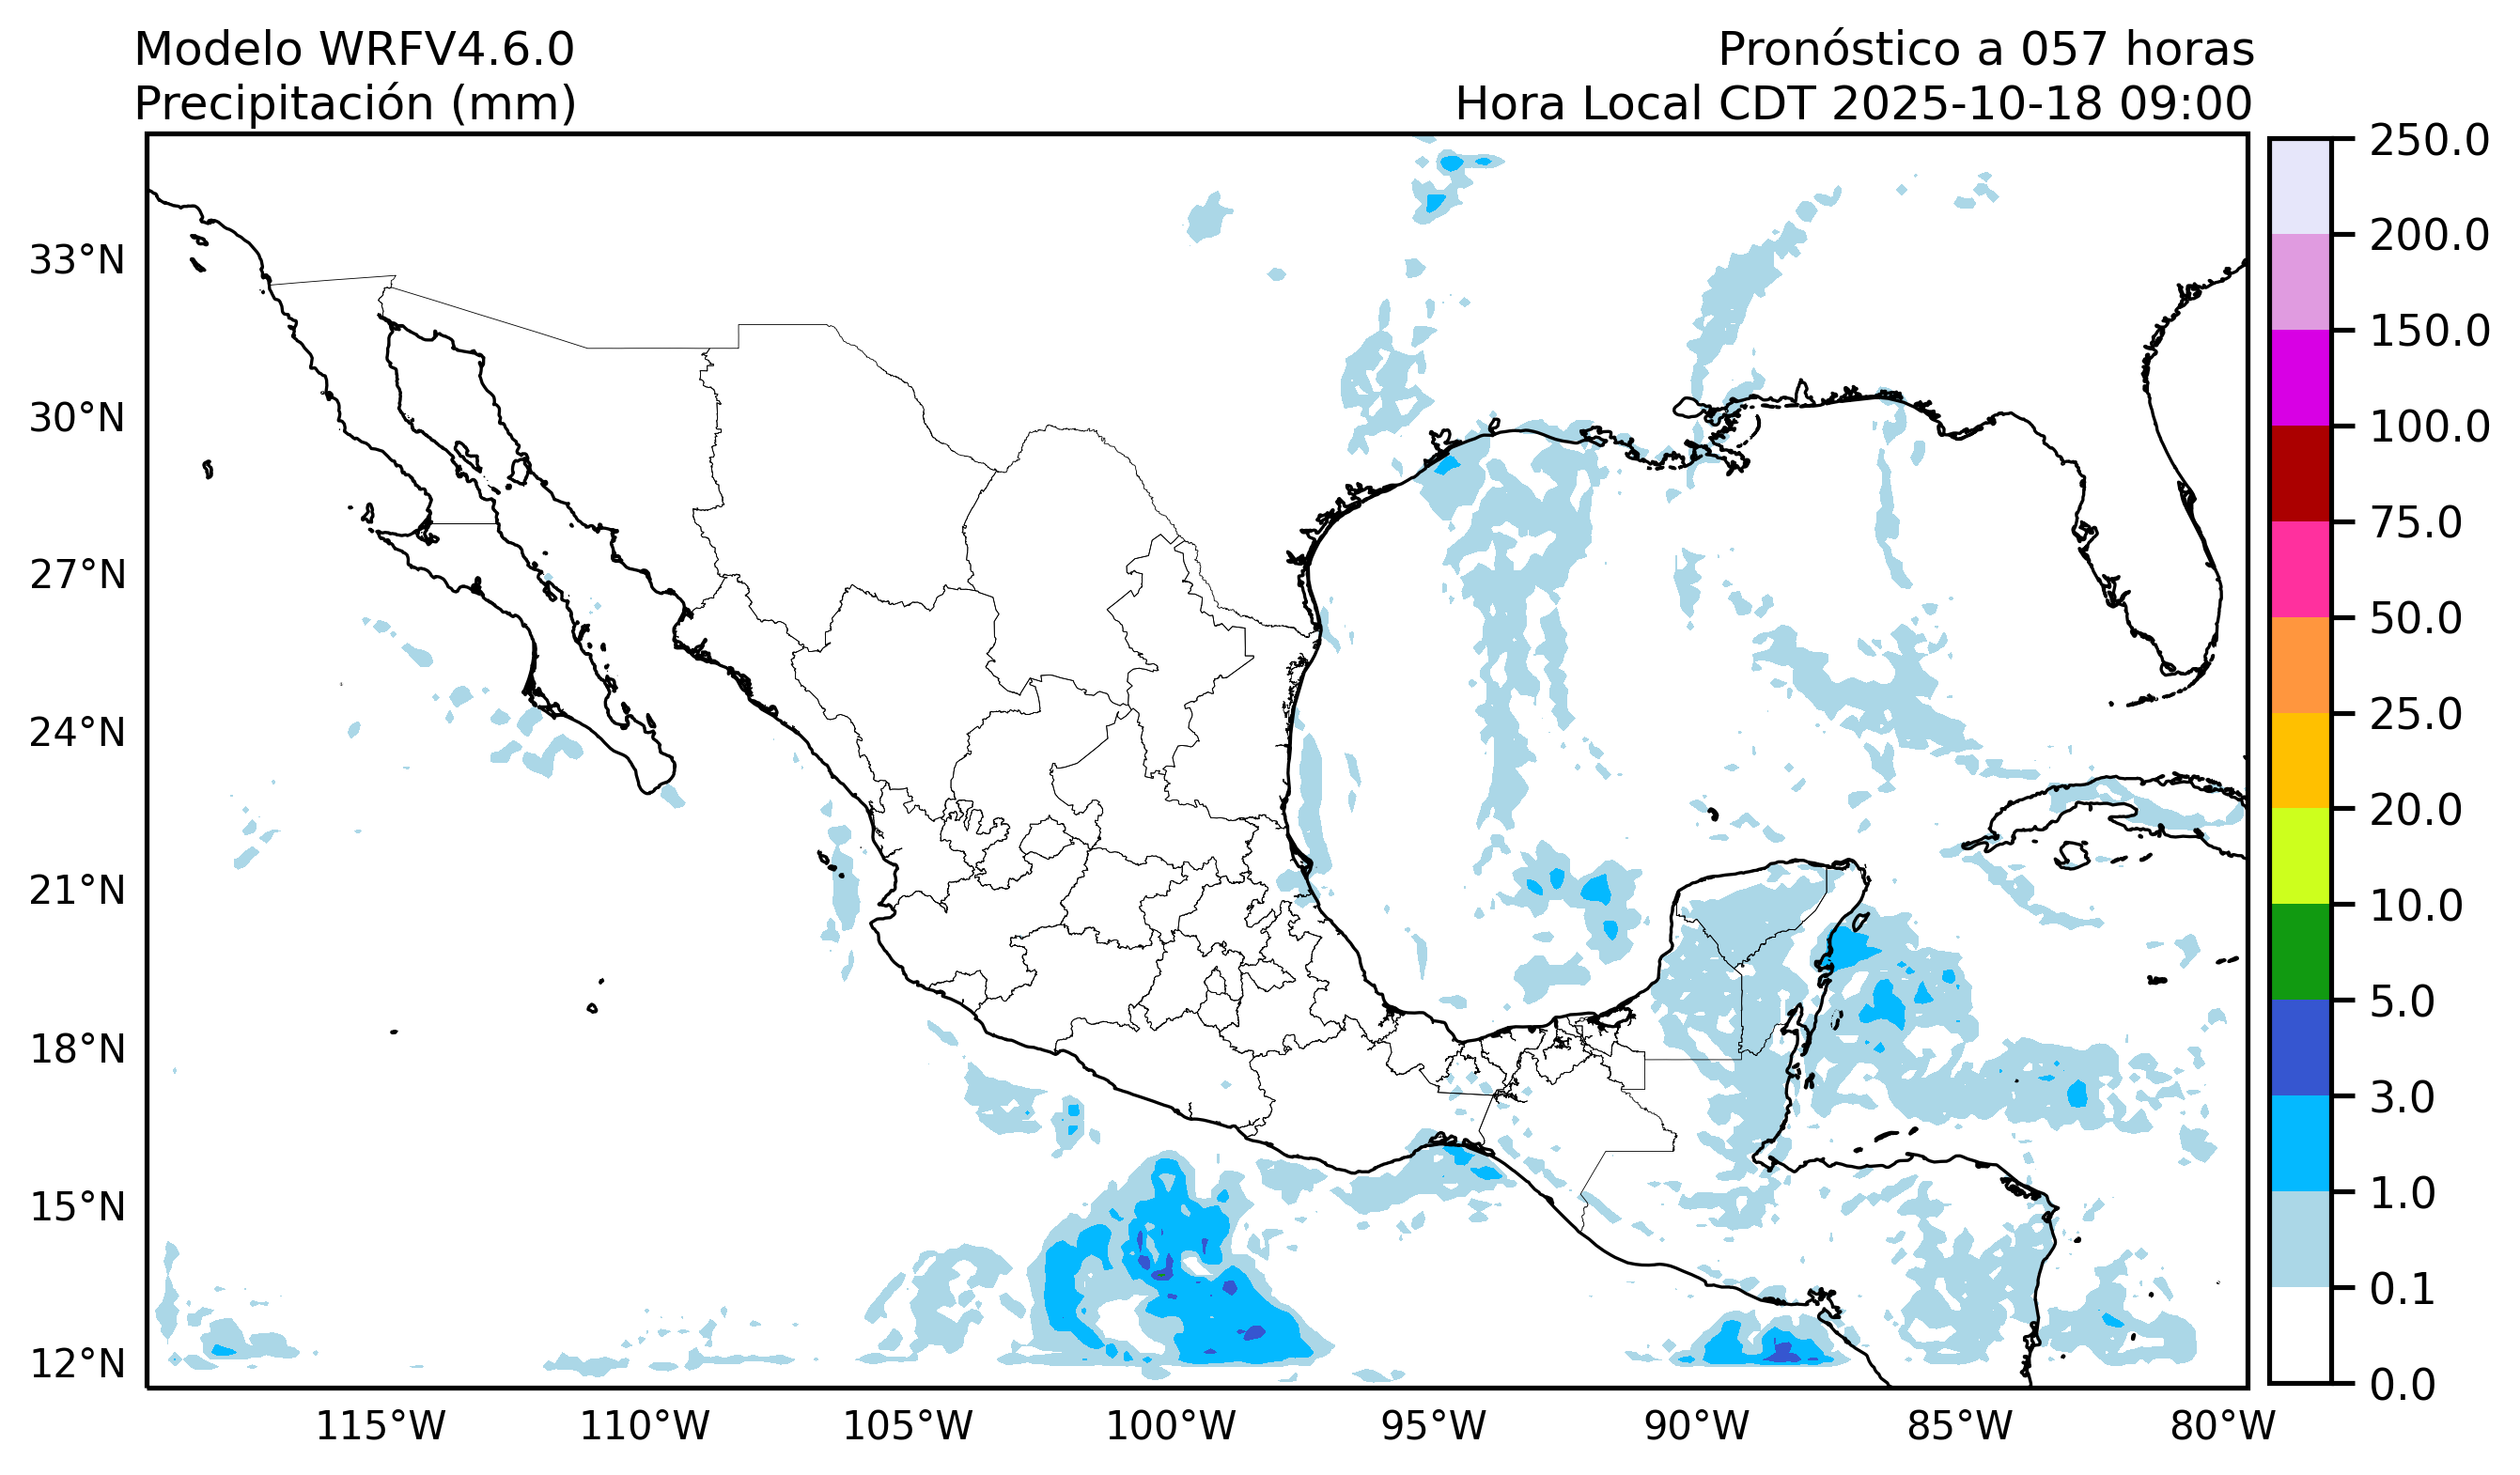 Modelo WRFV4.6.0
Precipitación (mm)
Pronóstico a 057 horas
Hora Local CDT 2025-10-18 09:00
33°N
30°N
27°N
24°N
21°N
18°N
15°N
12°N
115°W
110°W
105°W
100°W
95°W
90°W
85°W
80°W
250.0
200.0
150.0
100.0
75.0
50.0
25.0
20.0
10.0
5.0
3.0
1.0
0.1
0.0